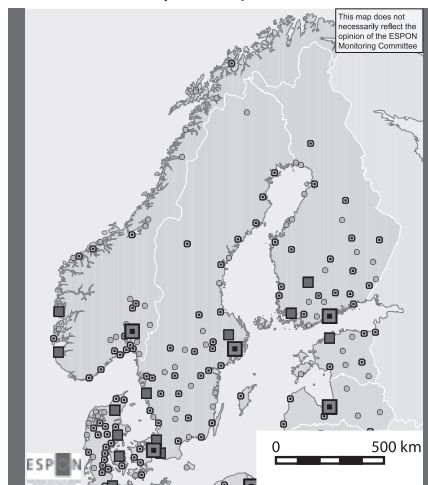 This map does not
necessarily reflect the
opinion of the ESPON
Monitoring Committee
0 500 km
ESPON